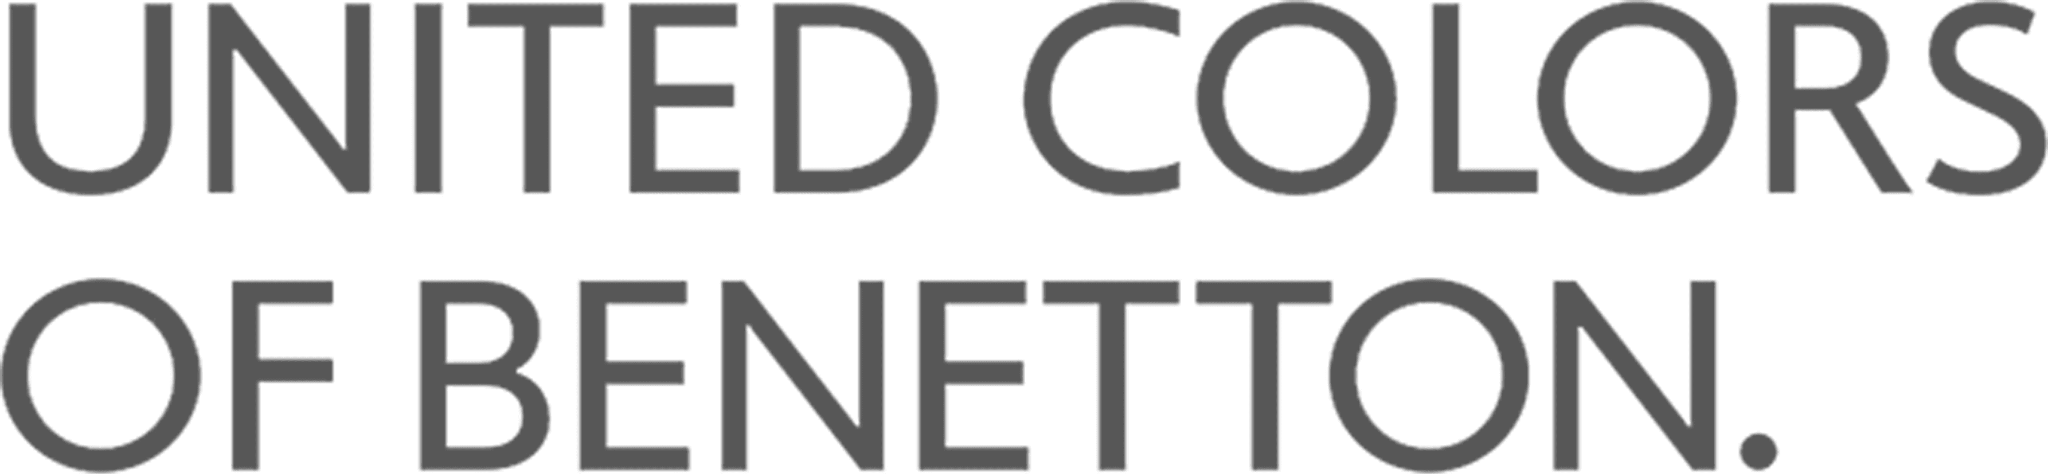 UNITED COLORS
OF BENETTON.